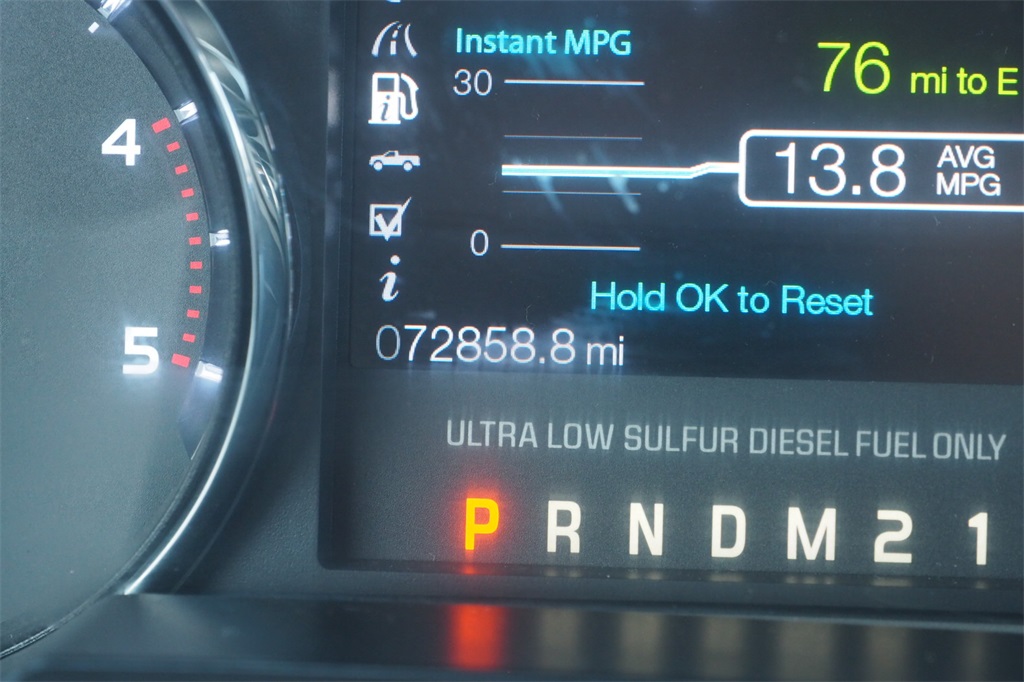 Instant MPG
30
76 mi to E
4
13.8 AVG MPG
0
Hold OK to Reset
5
072858.8 mi
ULTRA LOW SULFUR DIESEL FUEL ONLY
P R N D M 2 1